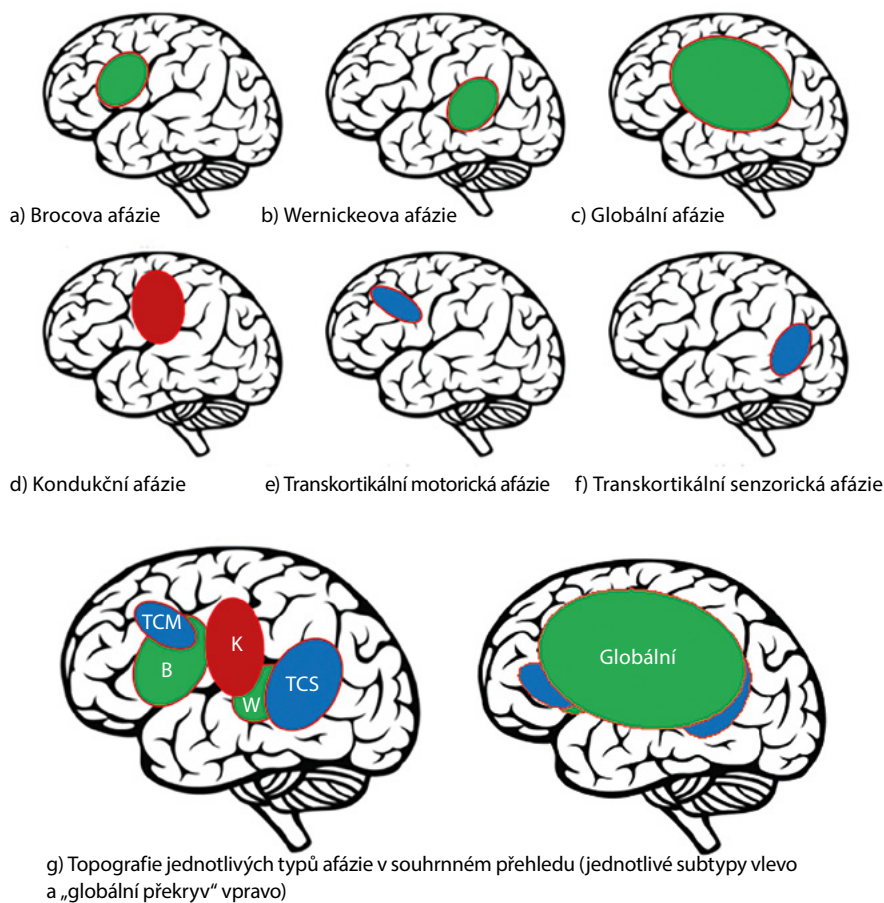 a) Brocova afázie
b) Wernickeova afázie
c) Globální afázie
d) Kondukční afázie
e) Transkortikální motorická afázie
f) Transkortikální senzorická afázie
TCM
B
K
W
TCS
Globální
g) Topografie jednotlivých typů afázie v souhrnném přehledu (jednotlivé subtypy vlevo
a „globální překryv“ vpravo)